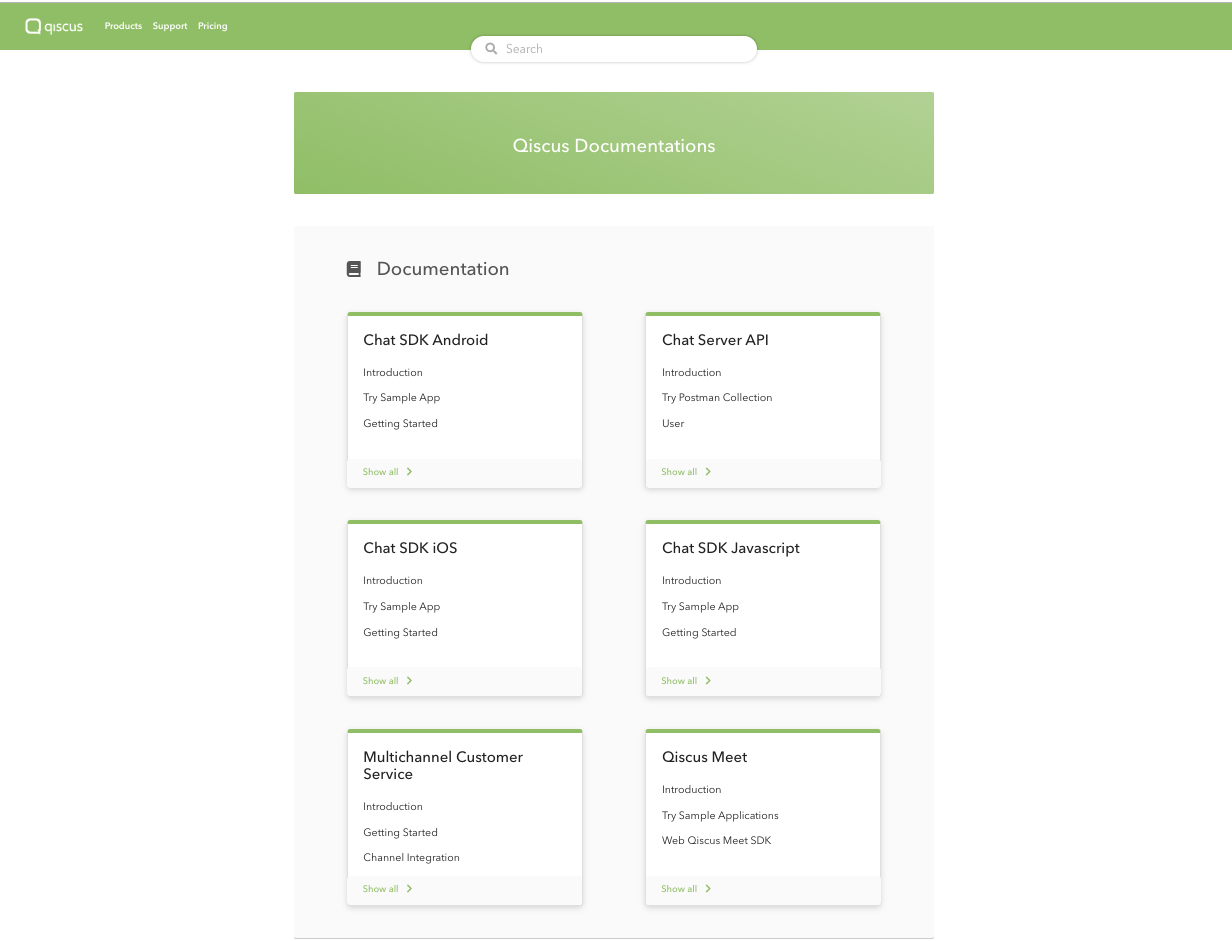 qiscus Products Support Pricing
Search
Qiscus Documentations
Documentation
Chat SDK Android
Introduction
Try Sample App
Getting Started
Show all
Chat Server API
Introduction
Try Postman Collection
User
Show all
Chat SDK iOS
Introduction
Try Sample App
Getting Started
Show all
Chat SDK Javascript
Introduction
Try Sample App
Getting Started
Show all
Multichannel Customer
Service
Introduction
Getting Started
Channel Integration
Show all
Qiscus Meet
Introduction
Try Sample Applications
Web Qiscus Meet SDK
Show all